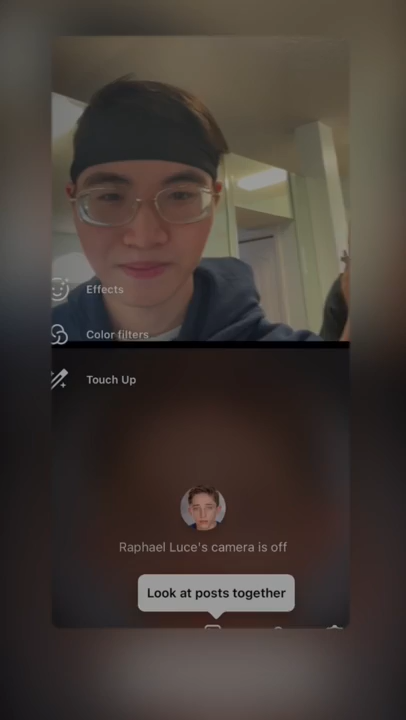 Effects
Color filters
Touch Up
Raphael Luce's camera is off
Look at posts together